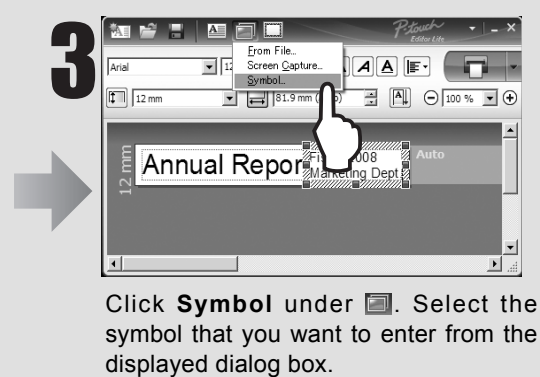 3
P-touch
Editor Lite
From File...
Screen Capture...
Symbol...
Arial
A A
12 mm
81.9 mm
100 %
12 mm
Annual Repor
008
Marketing Dept
Auto
Click Symbol under . Select the
symbol that you want to enter from the
displayed dialog box.